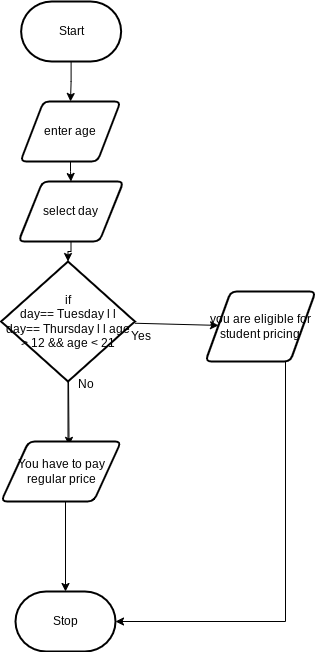 Start
enter age
select day
if
day== Tuesday l l
day== Thursday l l age
> 12 && age < 21
Yes
you are eligible for
student pricing
No
You have to pay
regular price
Stop